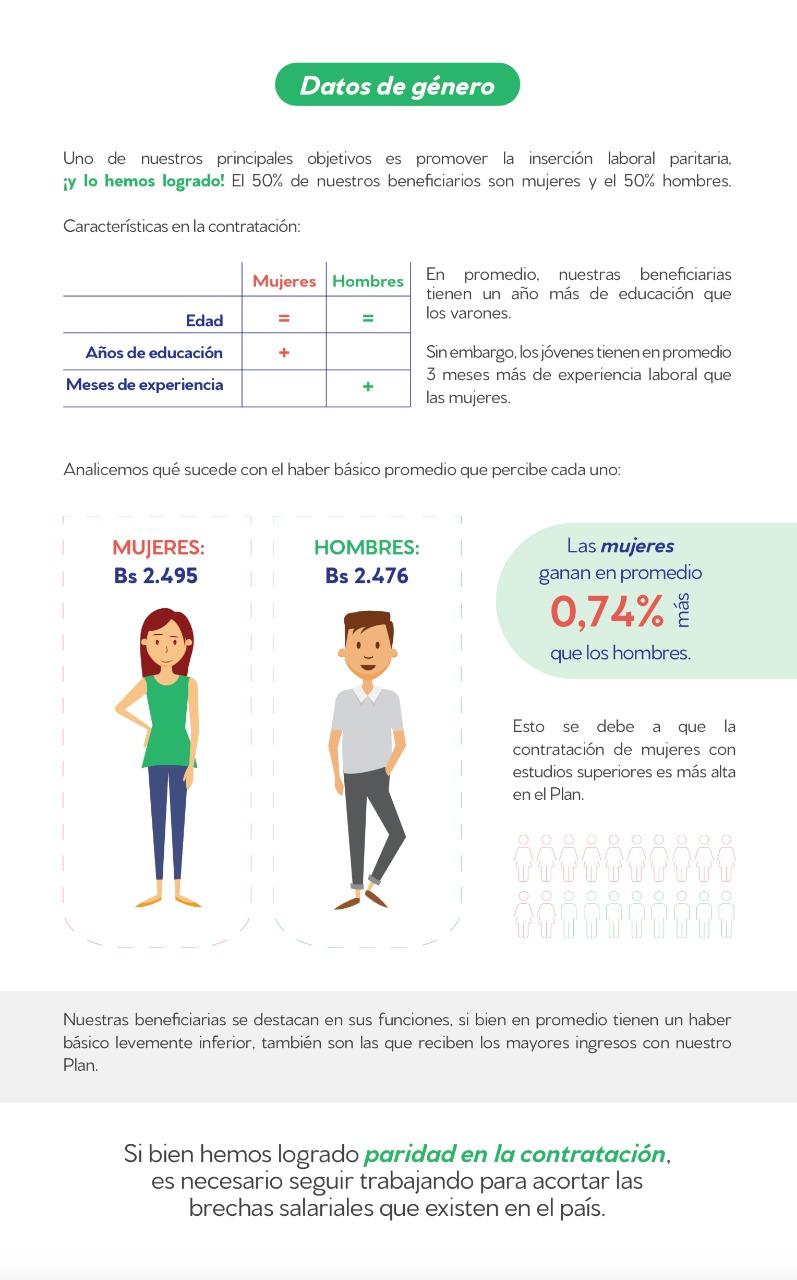 Datos de género
Uno de nuestros principales objetivos es promover la inserción laboral paritaria,
¡y lo hemos logrado! El 50% de nuestros beneficiarios son mujeres y el 50% hombres.
Características en la contratación:
Mujeres Hombres
Edad = =
Años de educación +
Meses de experiencia +
En promedio, nuestras beneficiarias
tienen un año más de educación que
los varones.
Sin embargo, los jóvenes tienen en promedio
3 meses más de experiencia laboral que
las mujeres.
Analicemos qué sucede con el haber básico promedio que percibe cada uno:
MUJERES:
Bs 2.495
HOMBRES:
Bs 2.476
Las mujeres
ganan en promedio
0,74% más
que los hombres.
Esto se debe a que la
contratación de mujeres con
estudios superiores es más alta
en el Plan.
Nuestras beneficiarias se destacan en sus funciones, si bien en promedio tienen un haber
básico levemente inferior, también son las que reciben los mayores ingresos con nuestro
Plan.
Si bien hemos logrado paridad en la contratación,
es necesario seguir trabajando para acortar las
brechas salariales que existen en el país.